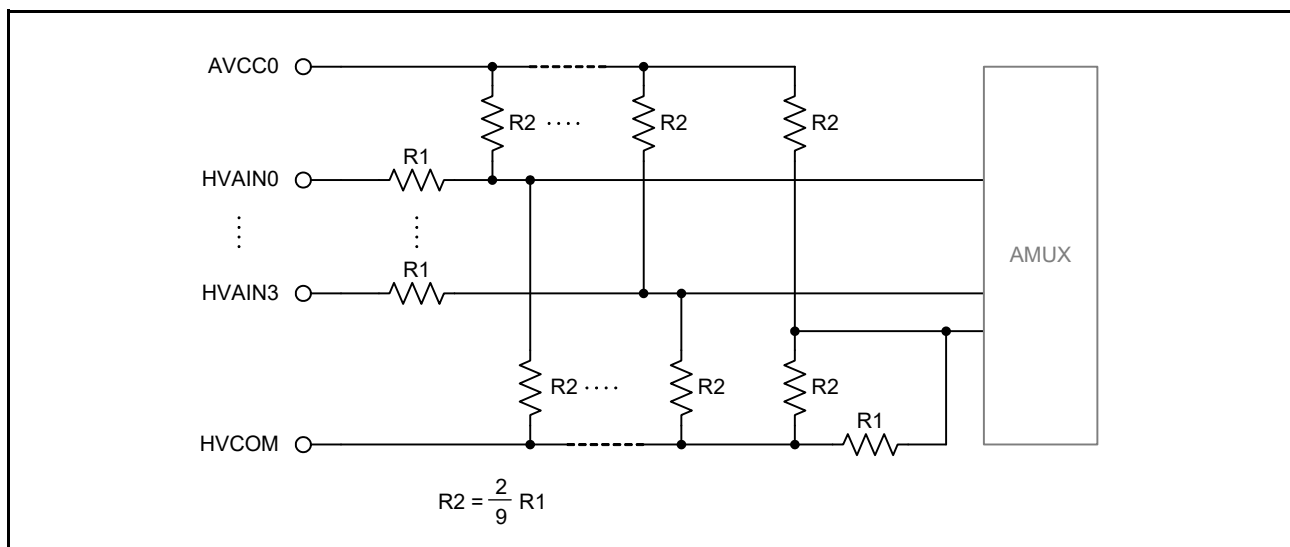 AVCC0
R2 ···· R2 R2
R1
HVAIN0
R1
HVAIN3
AMUX
R2 ···· R2 R2
R1
HVCOM
R2 = 2/9 R1